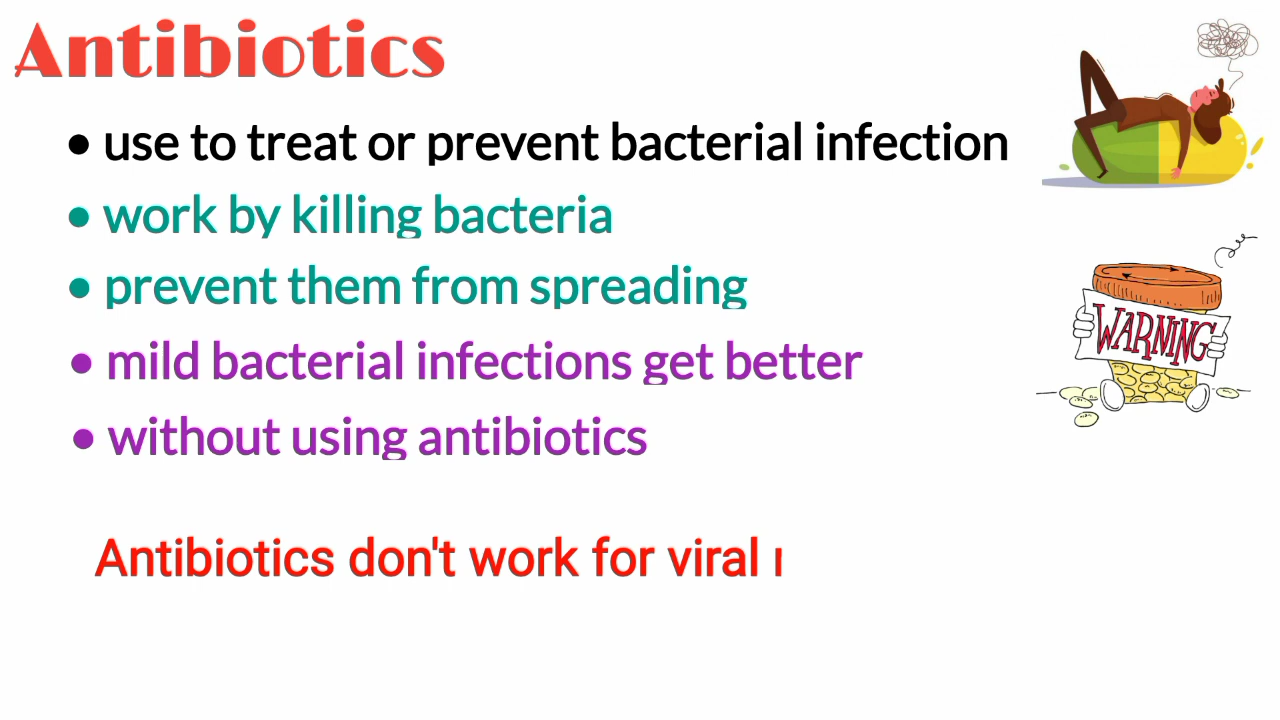 Antibiotics
• use to treat or prevent bacterial infection
• work by killing bacteria
• prevent them from spreading
WARNING
• mild bacterial infections get better
• without using antibiotics
Antibiotics don't work for viral